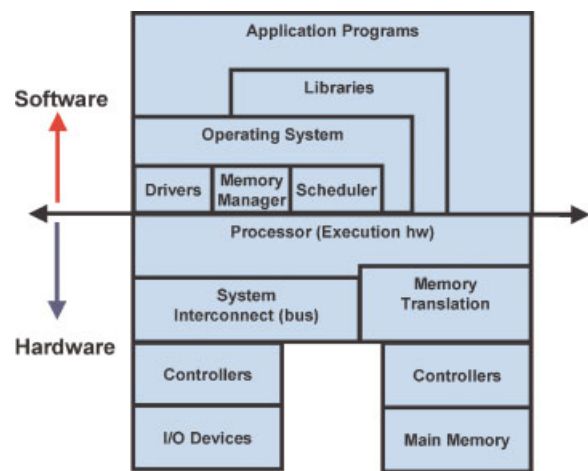 Application Programs
Software
Libraries
Operating System
Drivers
Memory
Manager
Scheduler
Processor (Execution hw)
System
Interconnect (bus)
Memory
Translation
Hardware
Controllers
Controllers
I/O Devices
Main Memory